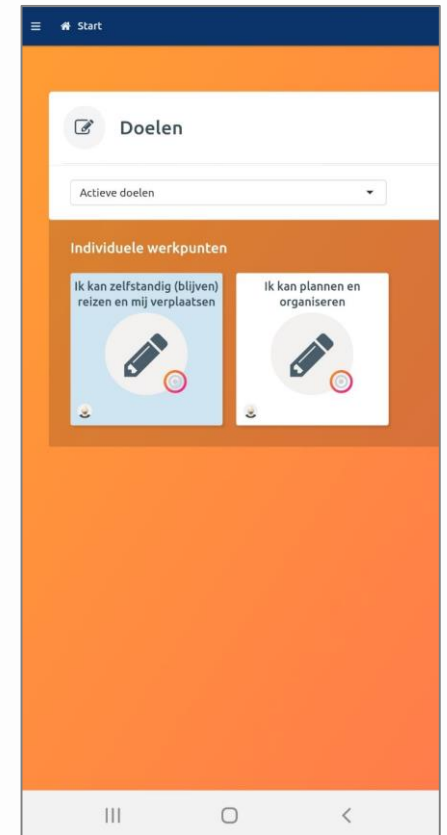 Start
Doelen
Actieve doelen
Individuele werkpunten
Ik kan zelfstandig (blijven)
reizen en mij verplaatsen
Ik kan plannen en
organiseren